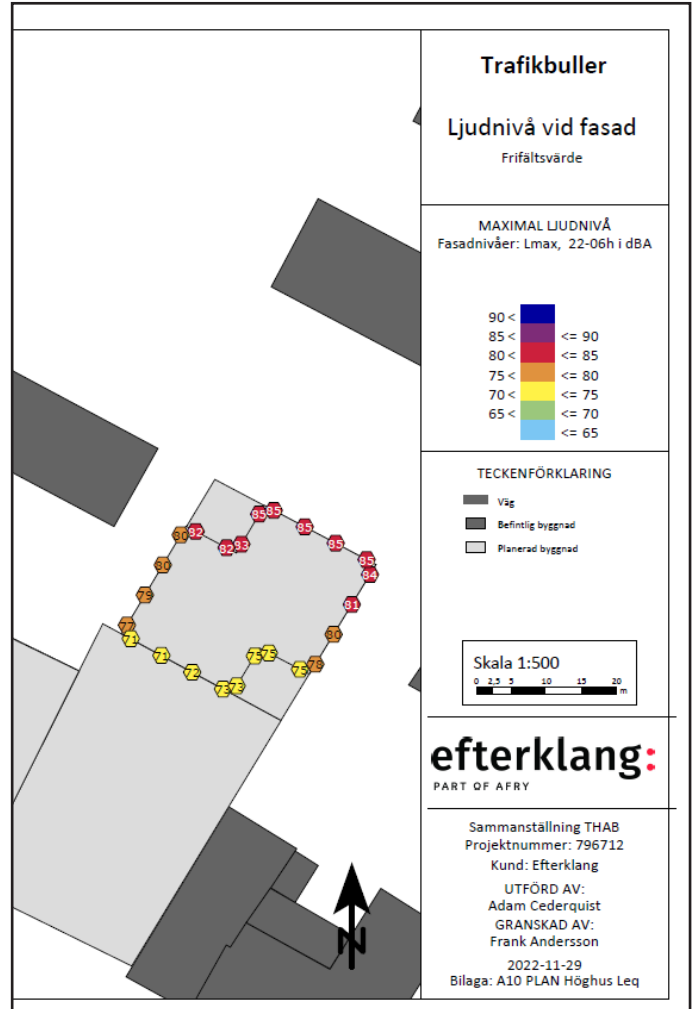 Trafikbuller
Ljudnivå vid fasad
Frifältsvärde
MAXIMAL LJUDNIVÅ
Fasadnivåer: Lmax, 22-06h i dBA
90 <
85 < <= 90
80 < <= 85
75 < <= 80
70 < <= 75
65 < <= 70
<= 65
TECKENFÖRKLARING
Väg
Befintlig byggnad
Planerad byggnad
85 85
82 85
80 82 83 85
85
80 84
79 81
77 80
71
71 75 75 78
72 75
73 73
Skala 1:500
0 2,5 5 10 15 20
m
efterklang:
PART OF AFRY
Sammanställning THAB
Projektnummer: 796712
Kund: Efterklang
UTFÖRD AV:
Adam Cederquist
GRANSKAD AV:
Frank Andersson
2022-11-29
Bilaga: A10 PLAN Höghus Leq
N